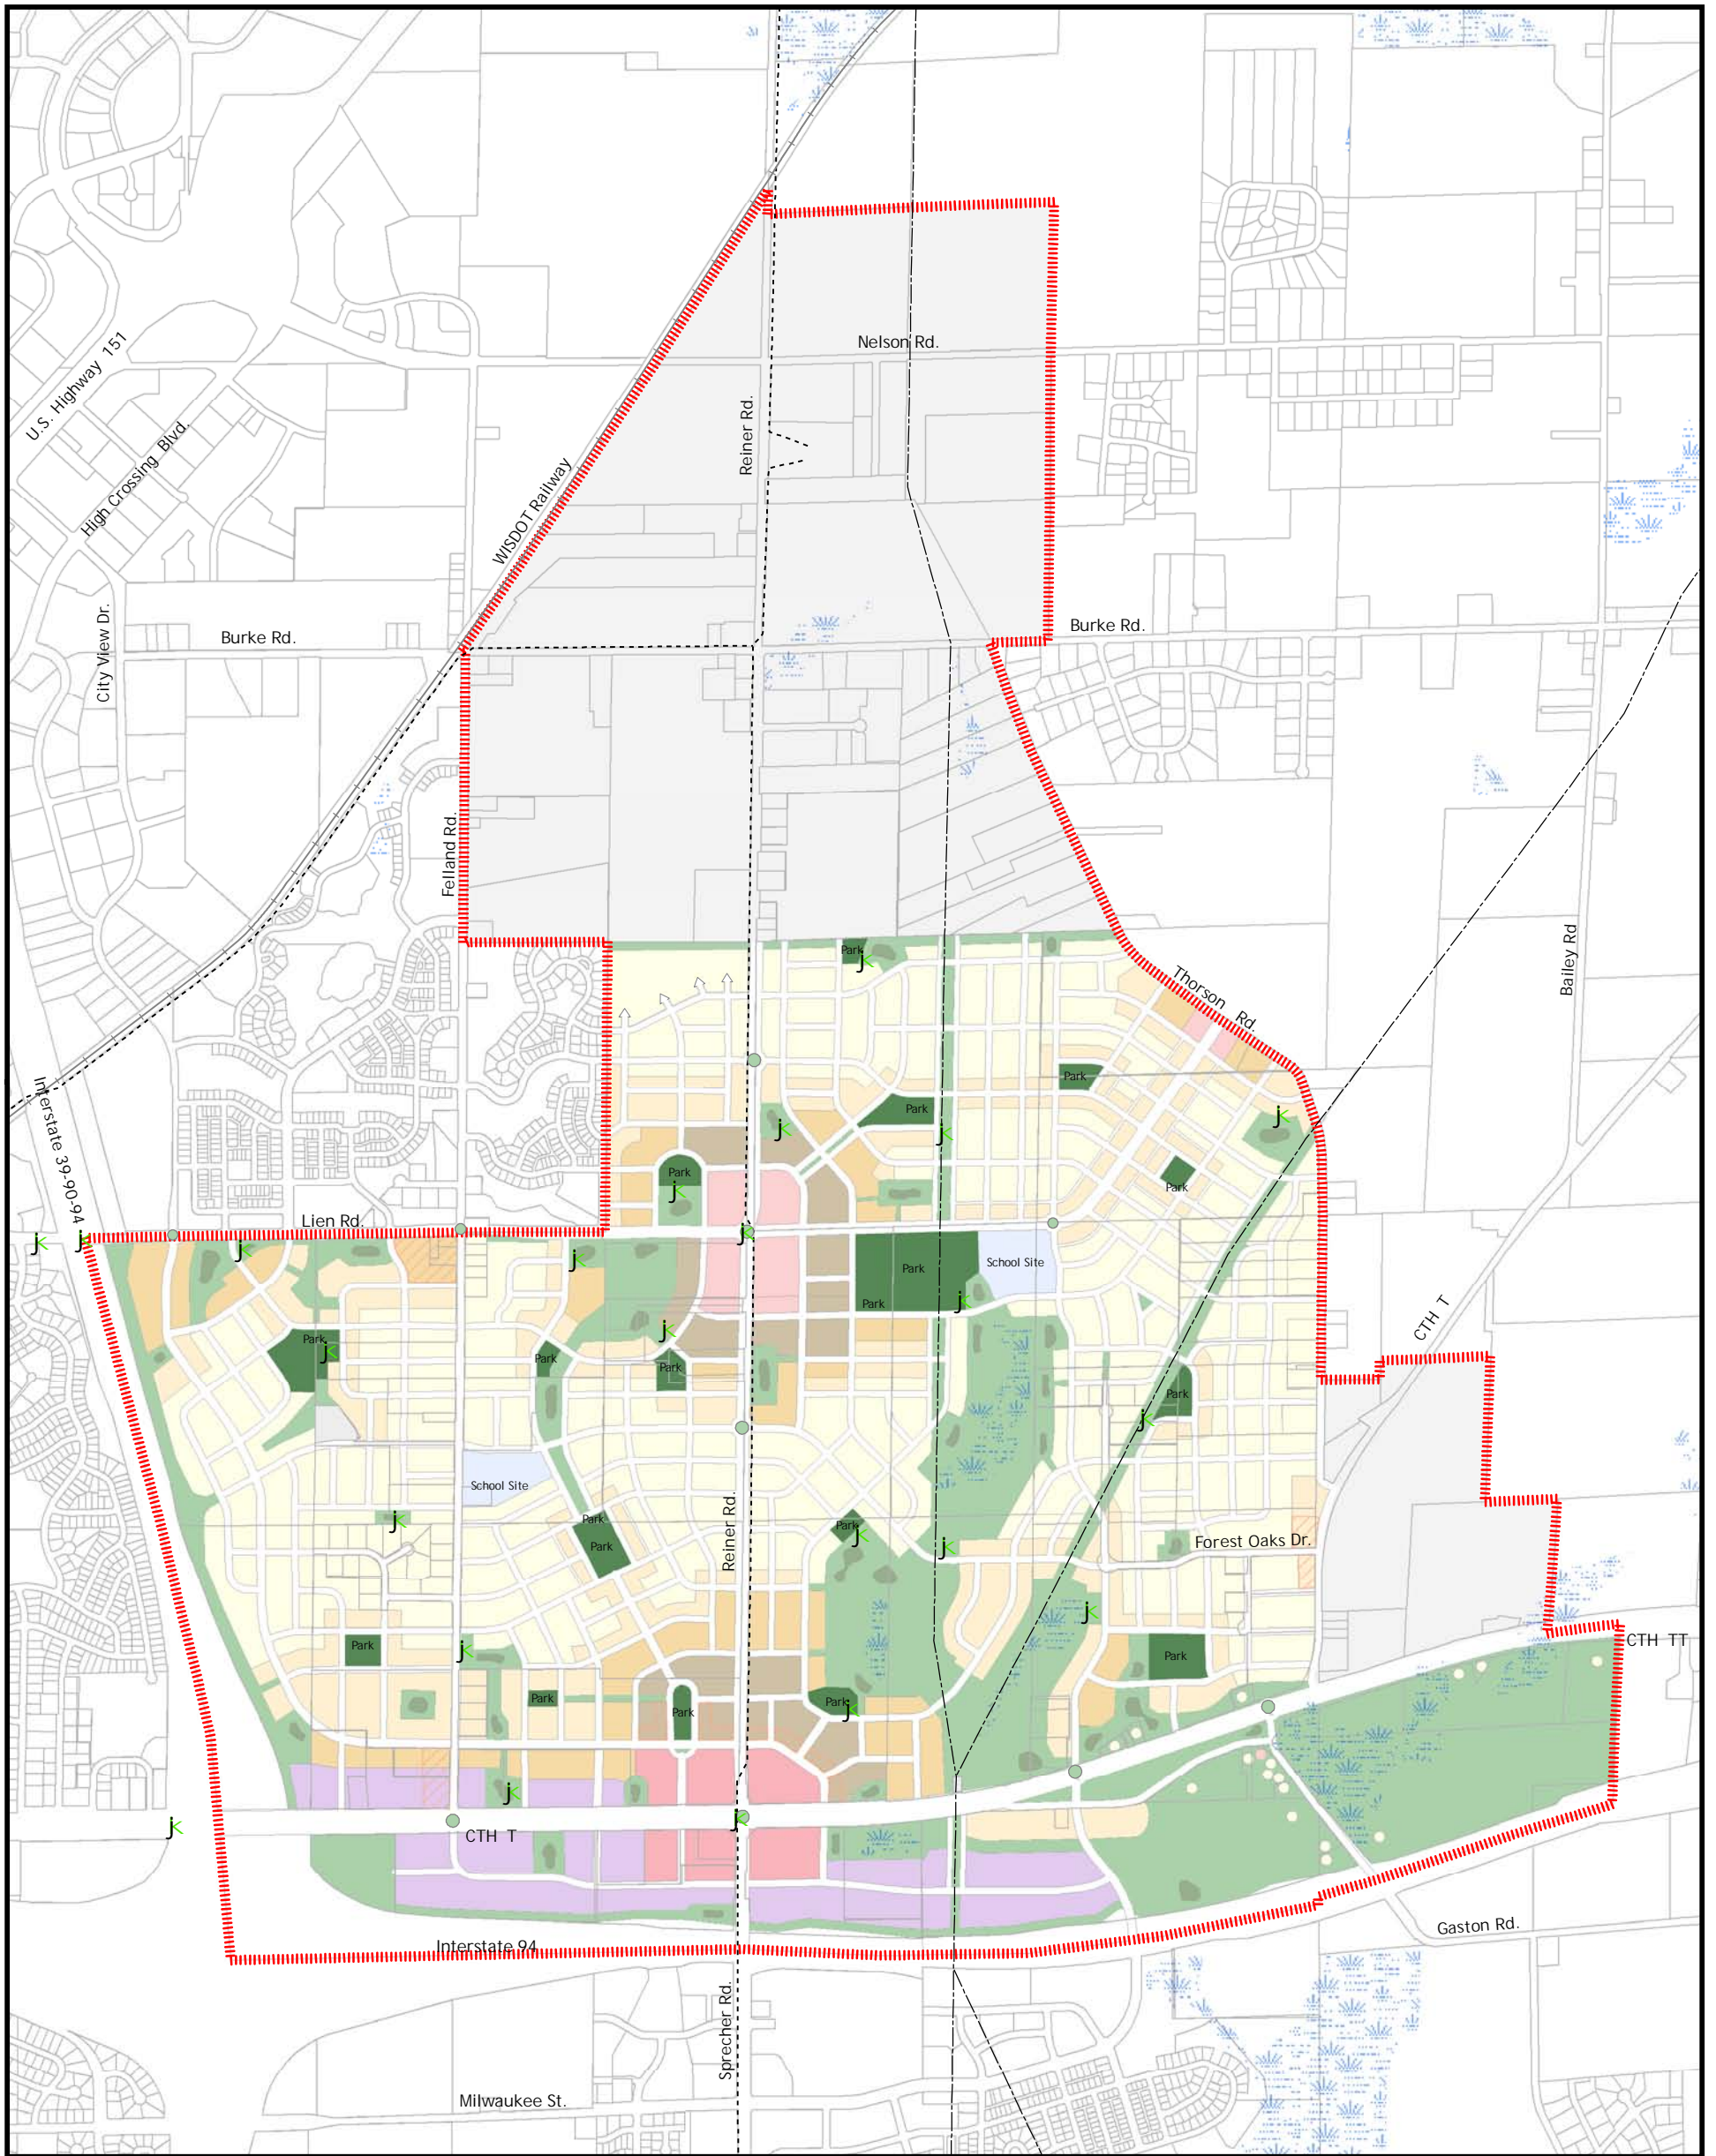 Nelson Rd.
U.S. Highway 151
Reiner Rd.
High Crossing Blvd.
WISDOT Railway
City View Dr.
Burke Rd.
Burke Rd.
Felland Rd.
Bailey Rd
Park
Thorson Rd.
Park
Interstate 39-90-94
Park
Park
Park
Lien Rd.
School Site
Park
Park
CTH T
Park
Park
Park
Park
School Site
Reiner Rd.
Park
Park
Park
Forest Oaks Dr.
Park
Park
CTH TT
Park
Park
Park
CTH T
Interstate 94
Gaston Rd.
Sprecher Rd.
Milwaukee St.